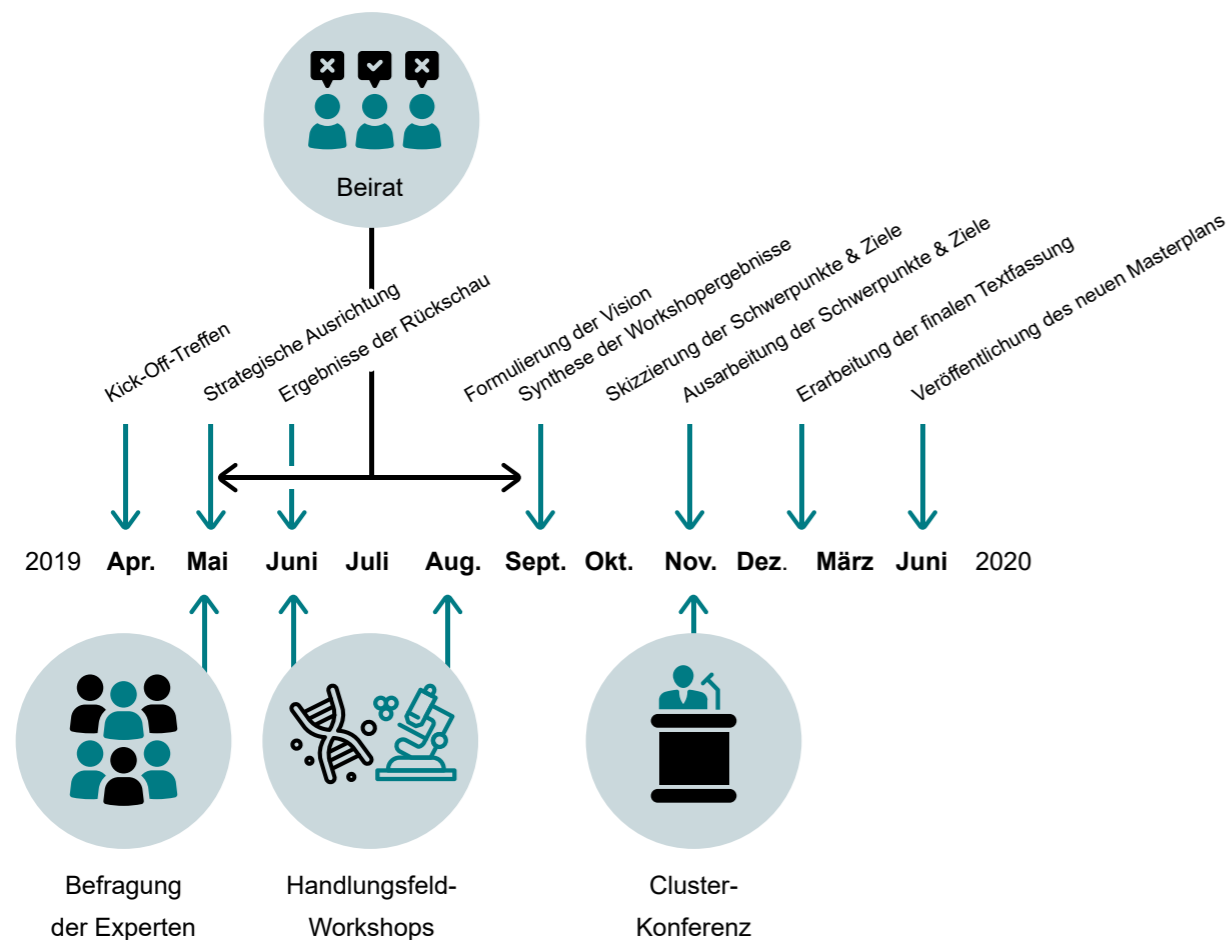 Beirat
Kick-Off-Treffen
Strategische Ausrichtung
Ergebnisse der Rückschau
Formulierung der Vision
Synthese der Workshopergebnisse
Skizzierung der Schwerpunkte & Ziele
Ausarbeitung der Schwerpunkte & Ziele
Erarbeitung der finalen Textfassung
Veröffentlichung des neuen Masterplans
2019 Apr. Mai Juni Juli Aug. Sept. Okt. Nov. Dez. März Juni 2020
Befragung
der Experten
Handlungsfeld-
Workshops
Cluster-
Konferenz